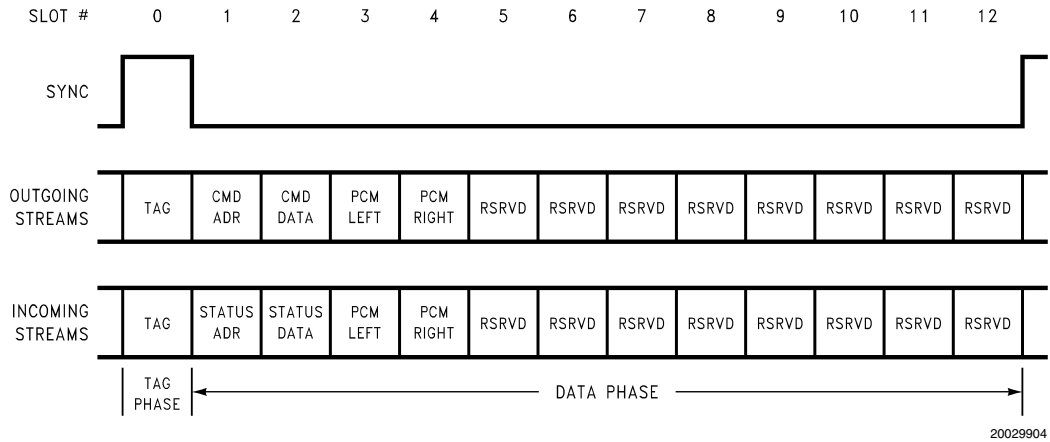 SLOT # 0 1 2 3 4 5 6 7 8 9 10 11 12
SYNC
OUTGOING STREAMS
TAG
CMD ADR
CMD DATA
PCM LEFT
PCM RIGHT
RSRVD RSRVD RSRVD RSRVD RSRVD RSRVD RSRVD RSRVD
INCOMING STREAMS
TAG
STATUS ADR
STATUS DATA
PCM LEFT
PCM RIGHT
RSRVD RSRVD RSRVD RSRVD RSRVD RSRVD RSRVD RSRVD
TAG PHASE
DATA PHASE
20029904